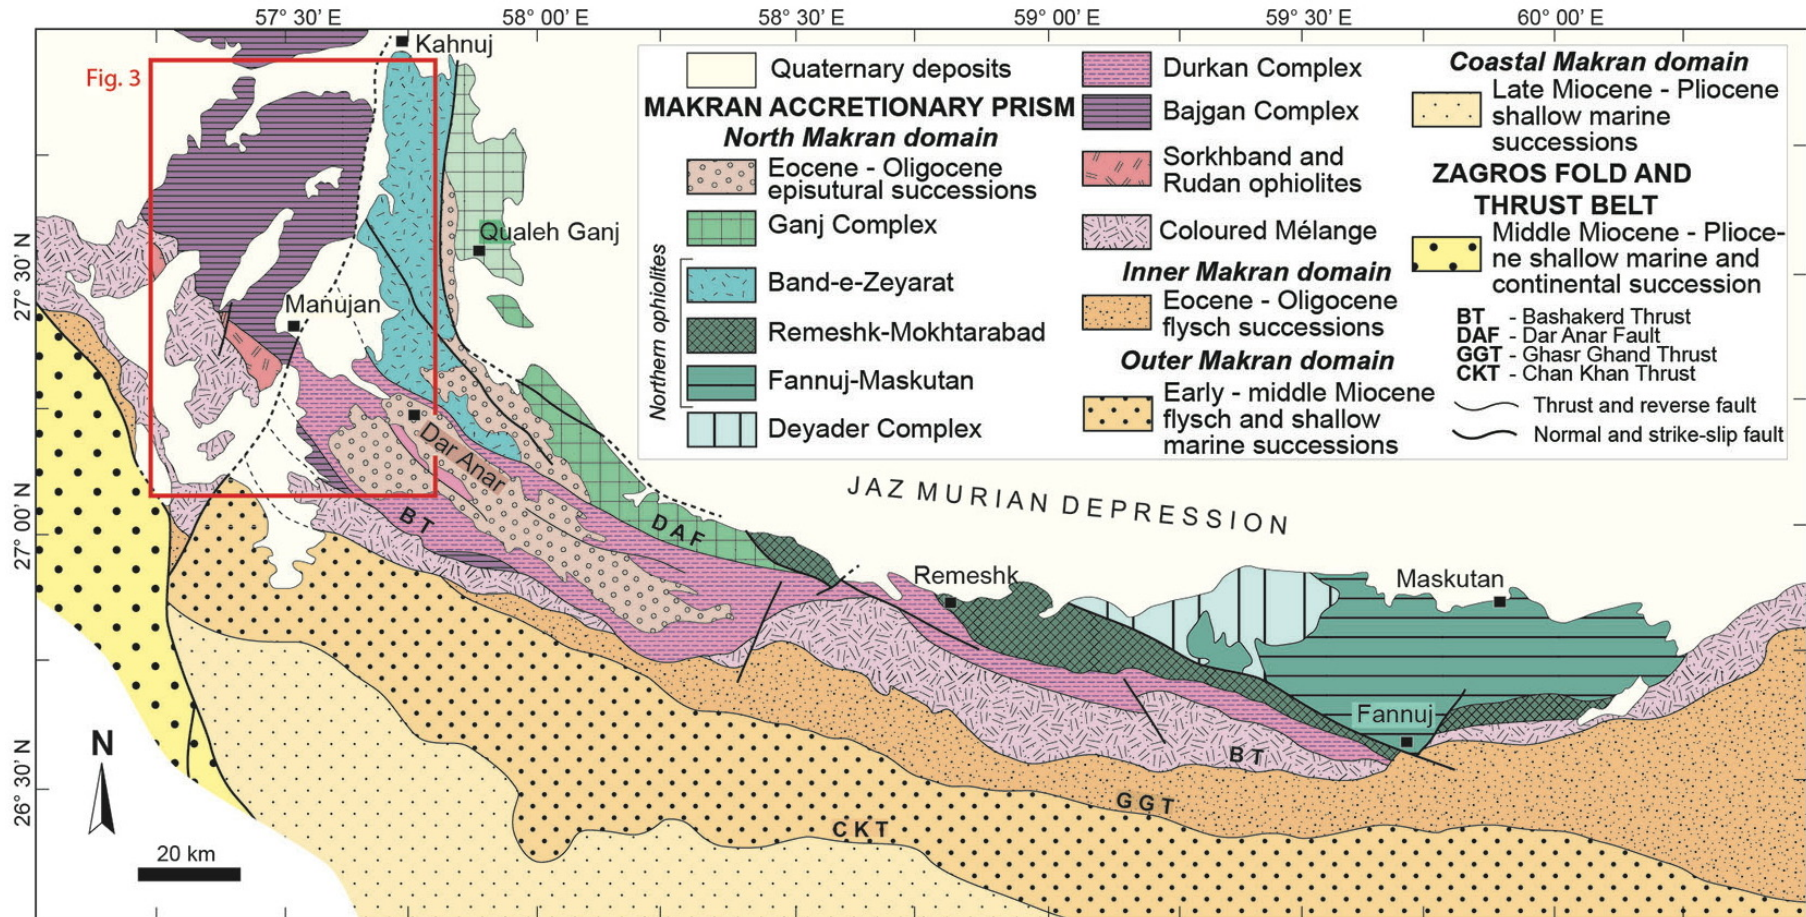 57° 30’ E
58° 00’ E
58° 30’ E
59° 00’ E
59° 30’ E
60° 00’ E
Kahnuj
Fig. 3
Qualeh Ganj
Manujan
Dar Anar
27° 30’ N
27° 00’ N
26° 30’ N
Quaternary deposits
MAKRAN ACCRETIONARY PRISM
North Makran domain
Eocene - Oligocene
episutural successions
Ganj Complex
Northern ophiolites
Band-e-Zeyarat
Remeshk-Mokhtarabad
Fannuj-Maskutan
Deyader Complex
Durkan Complex
Bajgan Complex
Sorkhband and
Rudan ophiolites
Coloured Mélange
Inner Makran domain
Eocene - Oligocene
flysch successions
Outer Makran domain
Early - middle Miocene
flysch and shallow
marine successions
Coastal Makran domain
Late Miocene - Pliocene
shallow marine
successions
ZAGROS FOLD AND
THRUST BELT
Middle Miocene - Plioce-
ne shallow marine and
continental succession
BT - Bashakerd Thrust
DAF - Dar Anar Fault
GGT - Ghasr Ghand Thrust
CKT - Chan Khan Thrust
Thrust and reverse fault
Normal and strike-slip fault
JAZ MURIAN DEPRESSION
BT
DAF
Remeshk
Maskutan
Fannuj
BT
GGT
CKT
N
20 km